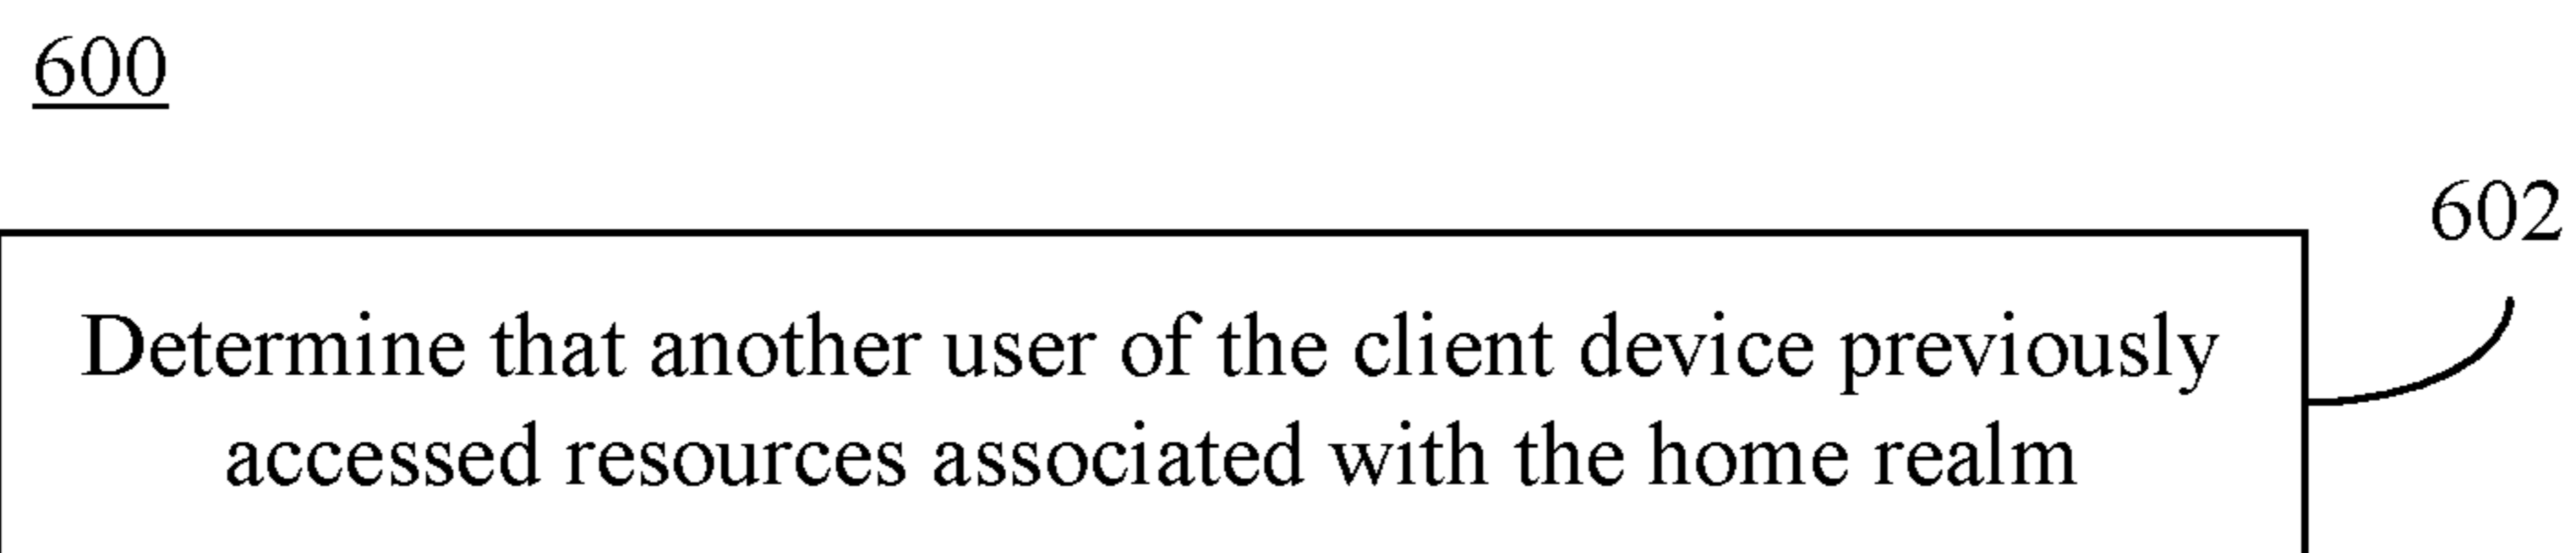 600
602
Determine that another user of the client device previously
accessed resources associated with the home realm